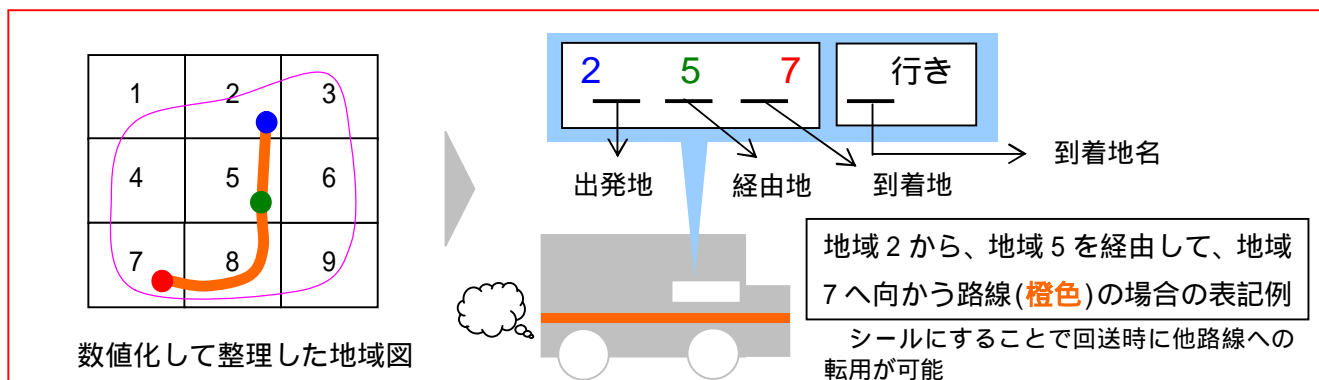 1 2 3
4 5 6
7 8 9
数値化して整理した地域図
2 5 7 行き
出発地 経由地 到着地 到着地名
地域2から、地域5を経由して、地域
7へ向かう路線(橙色)の場合の表記例
シールにすることで回送時に他路線への
転用が可能